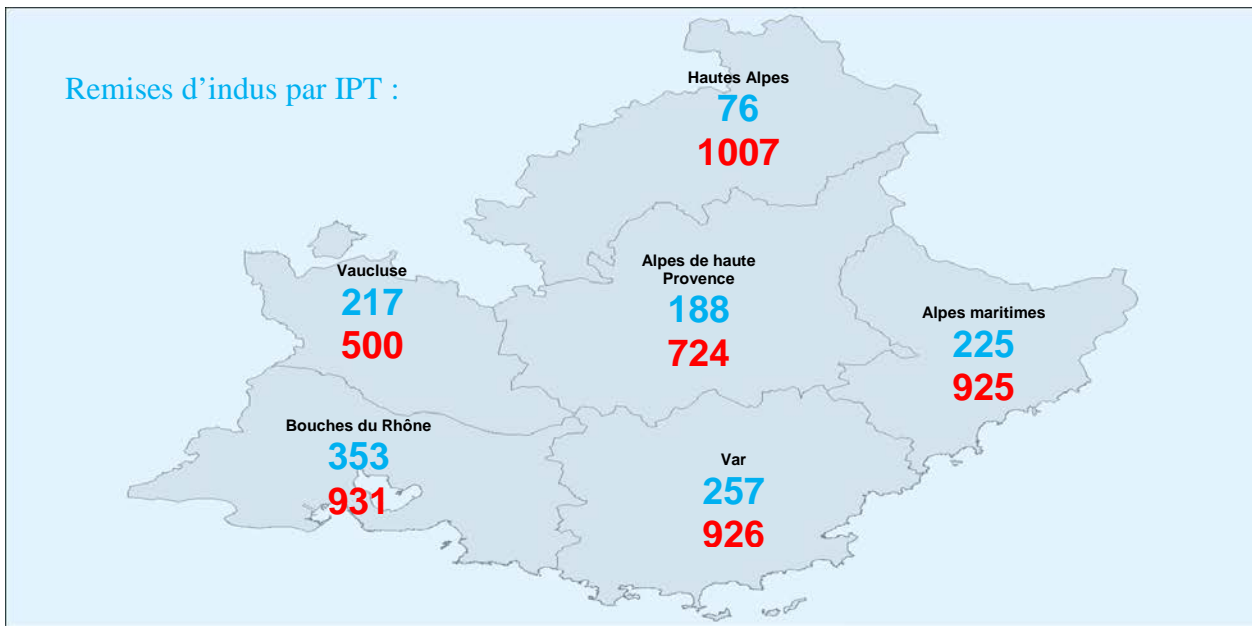 Remises d’indus par IPT :
Hautes Alpes
76
1007
Vaucluse
217
500
Alpes de haute
Provence
188
724
Alpes maritimes
225
925
Bouches du Rhône
353
931
Var
257
926